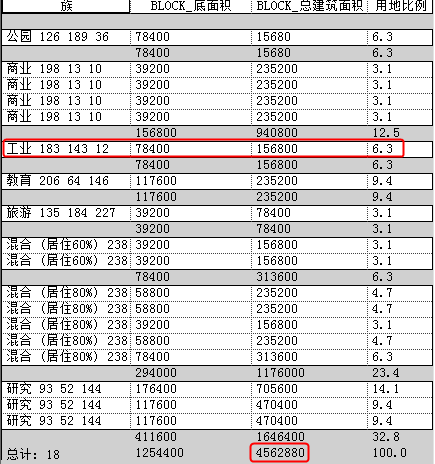 族 BLOCK_底面积 BLOCK_总建筑面积 用地比例
公园 126 189 36 78400 15680 6.3
78400 15680 6.3
商业 198 13 10 39200 235200 3.1
商业 198 13 10 39200 235200 3.1
商业 198 13 10 39200 235200 3.1
商业 198 13 10 39200 235200 3.1
156800 940800 12.5
工业 183 143 12 78400 156800 6.3
78400 156800 6.3
教育 206 64 146 117600 235200 9.4
117600 235200 9.4
旅游 135 184 227 39200 78400 3.1
39200 78400 3.1
混合 (居住60%) 238 39200 156800 3.1
混合 (居住60%) 238 39200 156800 3.1
78400 313600 6.3
混合 (居住80%) 238 58800 235200 4.7
混合 (居住80%) 238 58800 235200 4.7
混合 (居住80%) 238 39200 156800 3.1
混合 (居住80%) 238 58800 235200 4.7
混合 (居住80%) 238 78400 313600 6.3
294000 1176000 23.4
研究 93 52 144 176400 705600 14.1
研究 93 52 144 117600 470400 9.4
研究 93 52 144 117600 470400 9.4
411600 1646400 32.8
总计: 18 1254400 4562880 100.0